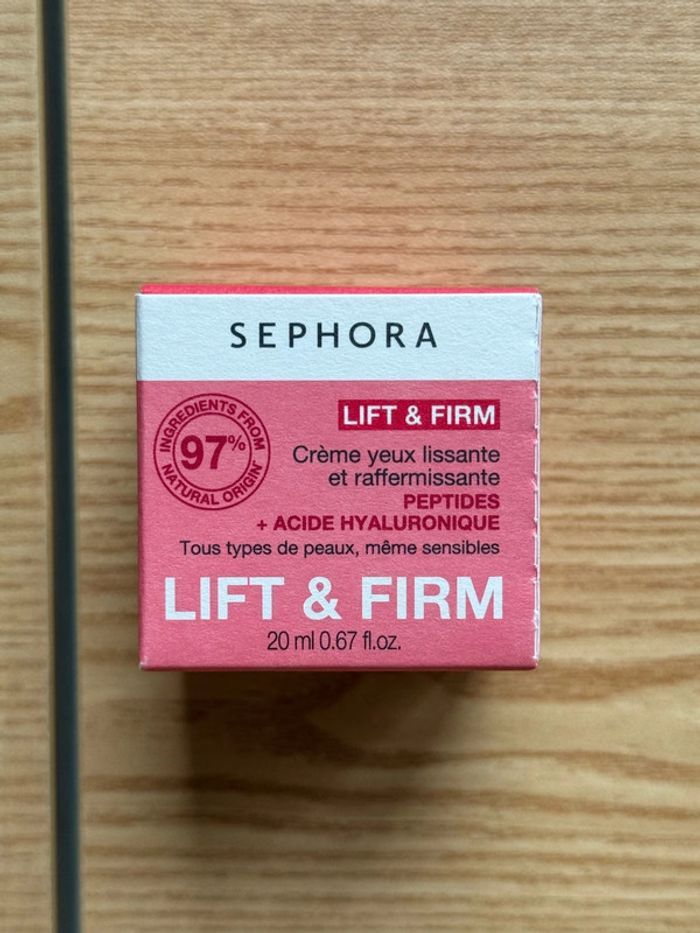 SEPHORA
INGREDIENTS FROM
97%
NATURAL ORIGIN*
LIFT & FIRM
Crème yeux lissante
et raffermissante
PEPTIDES
+ ACIDE HYALURONIQUE
Tous types de peaux, même sensibles
LIFT & FIRM
20 ml 0.67 fl.oz.